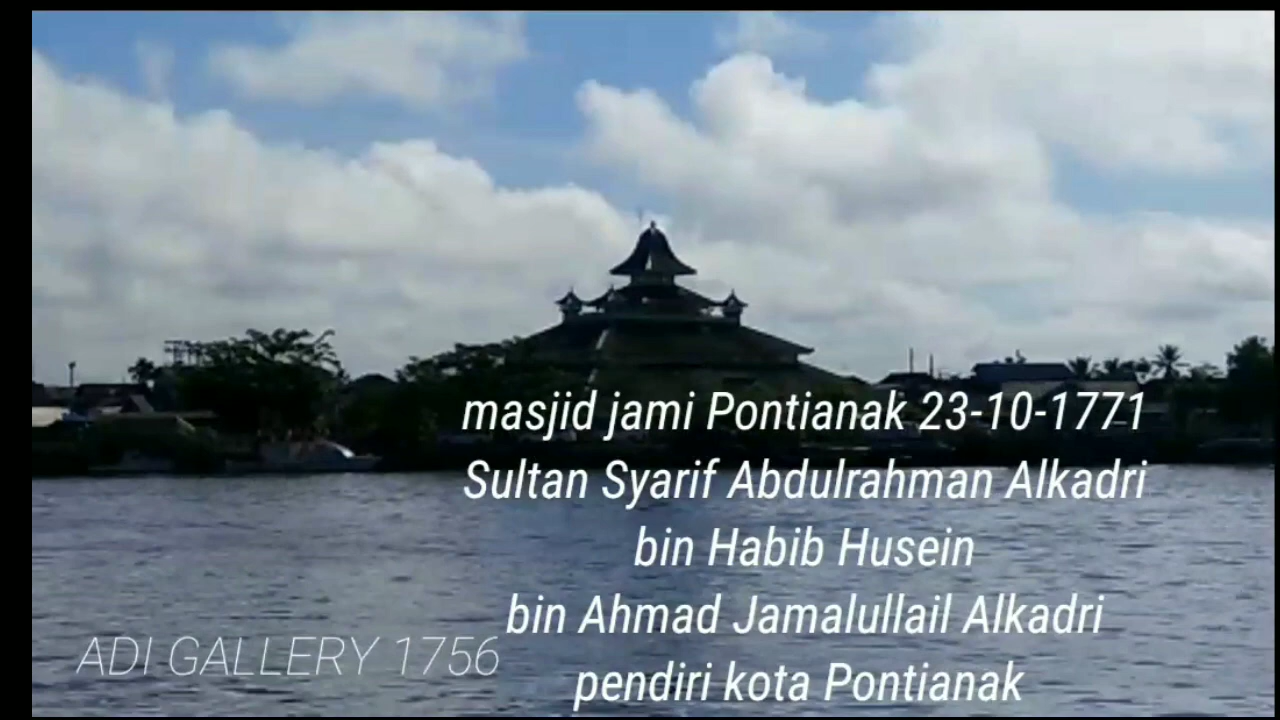 masjid jami Pontianak 23-10-1771
Sultan Syarif Abdulrahman Alkadri
bin Habib Husein
bin Ahmad Jamalullail Alkadri
pendiri kota Pontianak
ADI GALLERY 1756